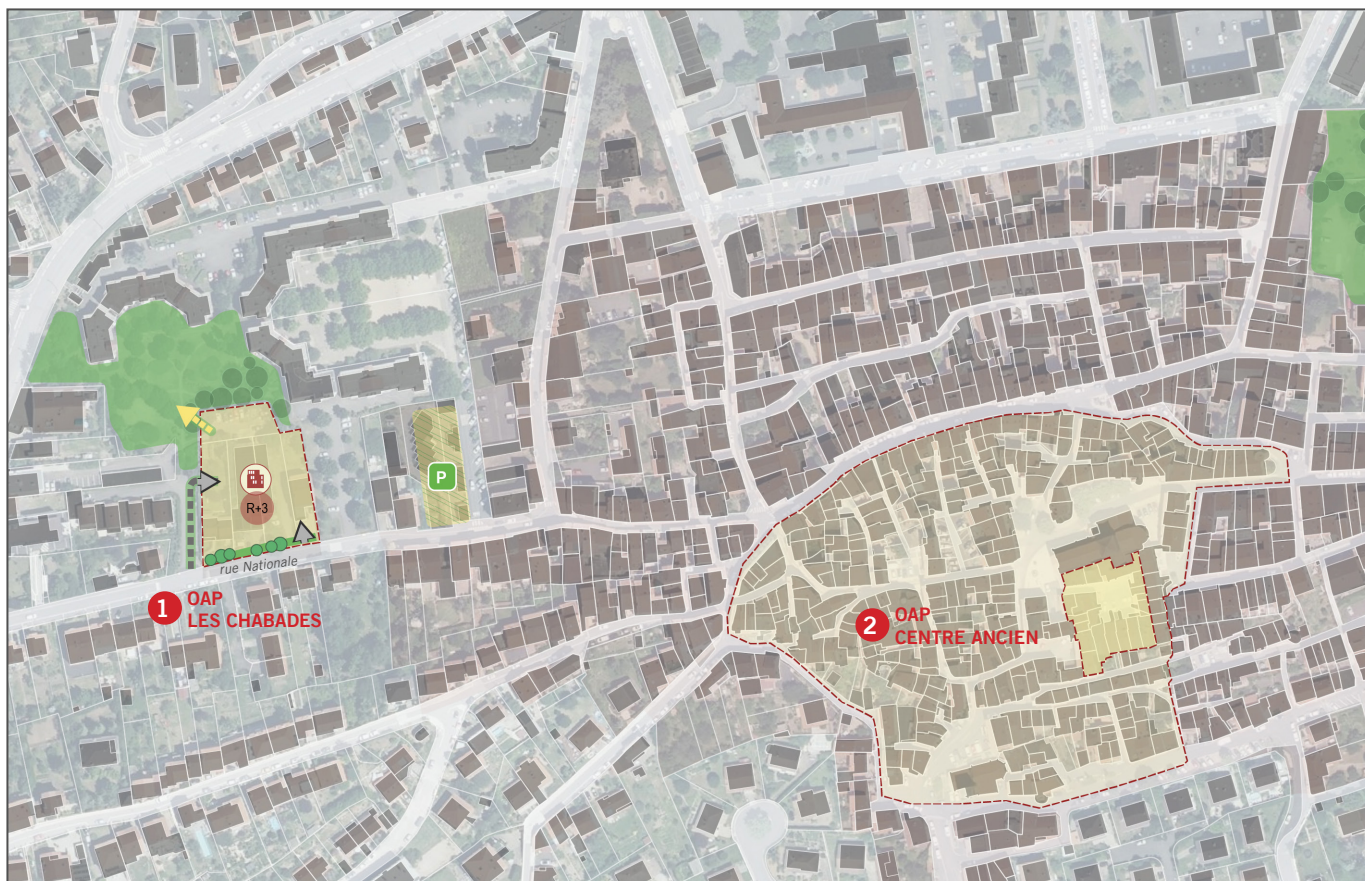 P
R+3
rue Nationale
1 OAP
LES CHABADES
2 OAP
CENTRE ANCIEN